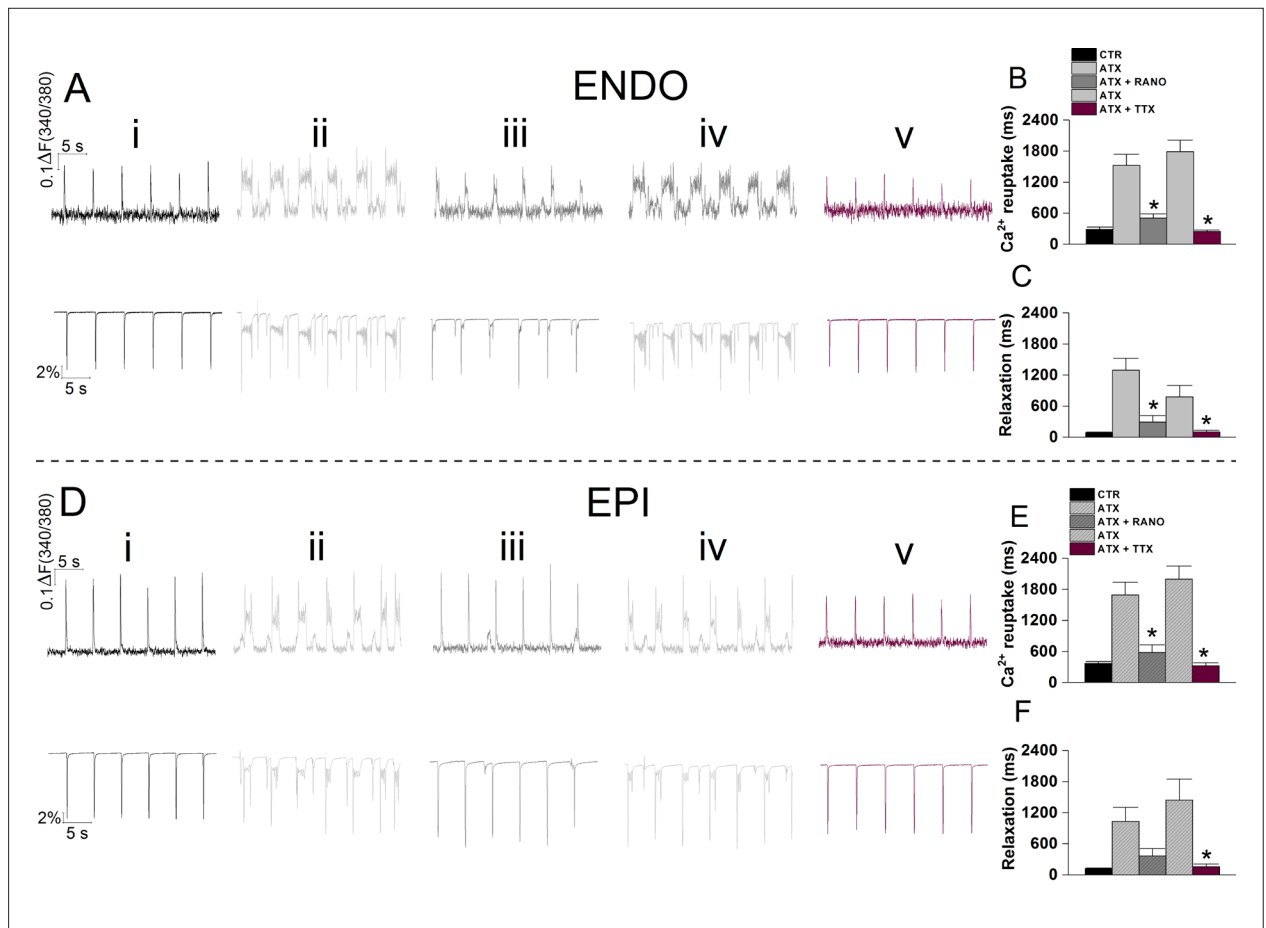 A
ENDO
i
ii
iii
iv
v
0.1ΔF(340/380)
5 s
2%
5 s
B
CTR
ATX
ATX + RANO
ATX
ATX + TTX
Ca²⁺ reuptake (ms)
2400
1800
1200
600
0
*
*
C
Relaxation (ms)
2400
1800
1200
600
0
*
*
D
EPI
i
ii
iii
iv
v
0.1ΔF(340/380)
5 s
2%
5 s
E
CTR
ATX
ATX + RANO
ATX
ATX + TTX
Ca²⁺ reuptake (ms)
2400
1800
1200
600
0
*
*
F
Relaxation (ms)
2400
1800
1200
600
0
*